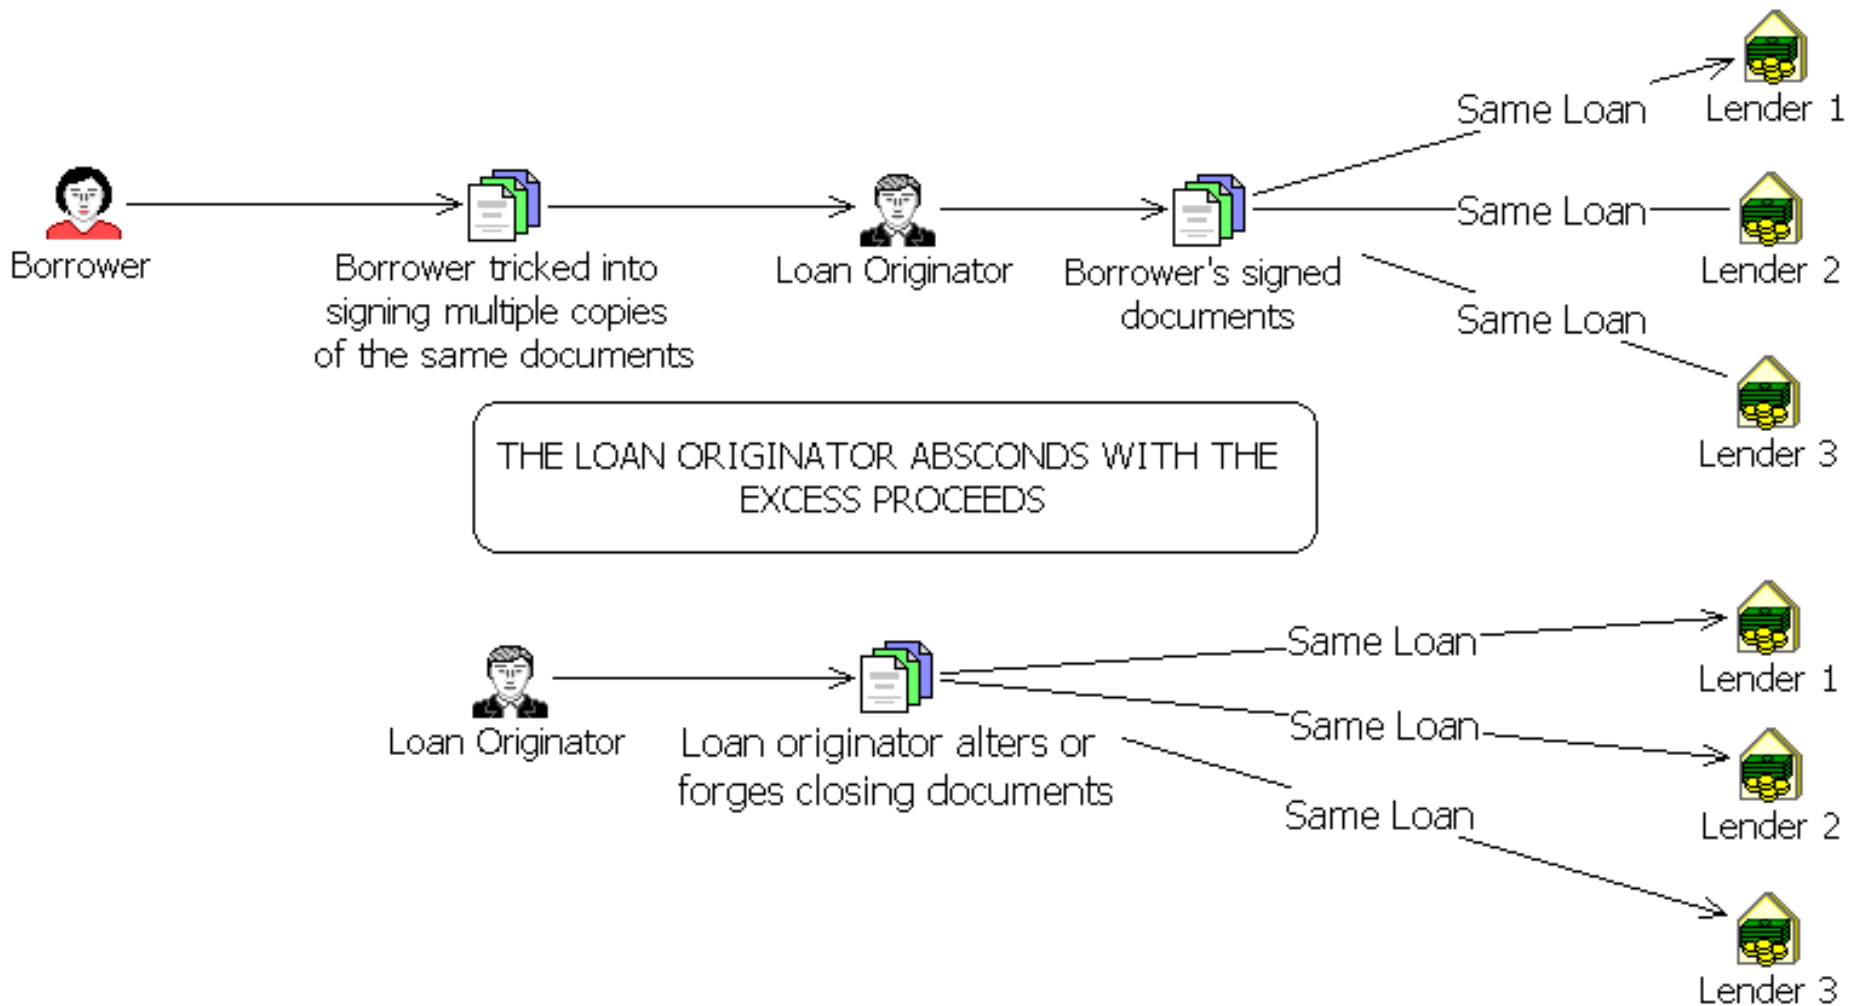 Same Loan
Lender 1
Borrower
Borrower tricked into
signing multiple copies
of the same documents
Loan Originator
Borrower's signed
documents
Same Loan
Lender 2
Same Loan
Lender 3
THE LOAN ORIGINATOR ABSCONDS WITH THE
EXCESS PROCEEDS
Loan Originator
Loan originator alters or
forges closing documents
Same Loan
Lender 1
Same Loan
Lender 2
Same Loan
Lender 3